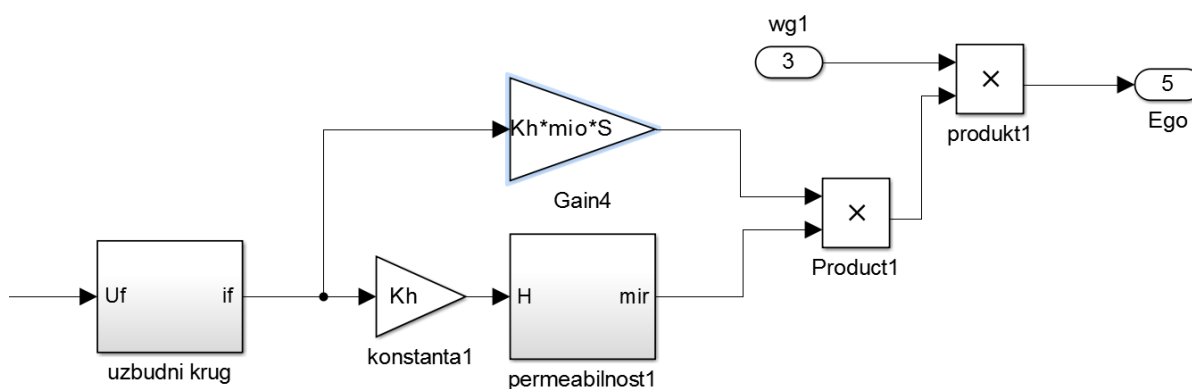 wg1
3
×
produkt1
5
Ego
Kh*mio*S
Gain4
×
Product1
Uf
if
uzbudni krug
Kh
konstanta1
H
mir
permeabilnost1